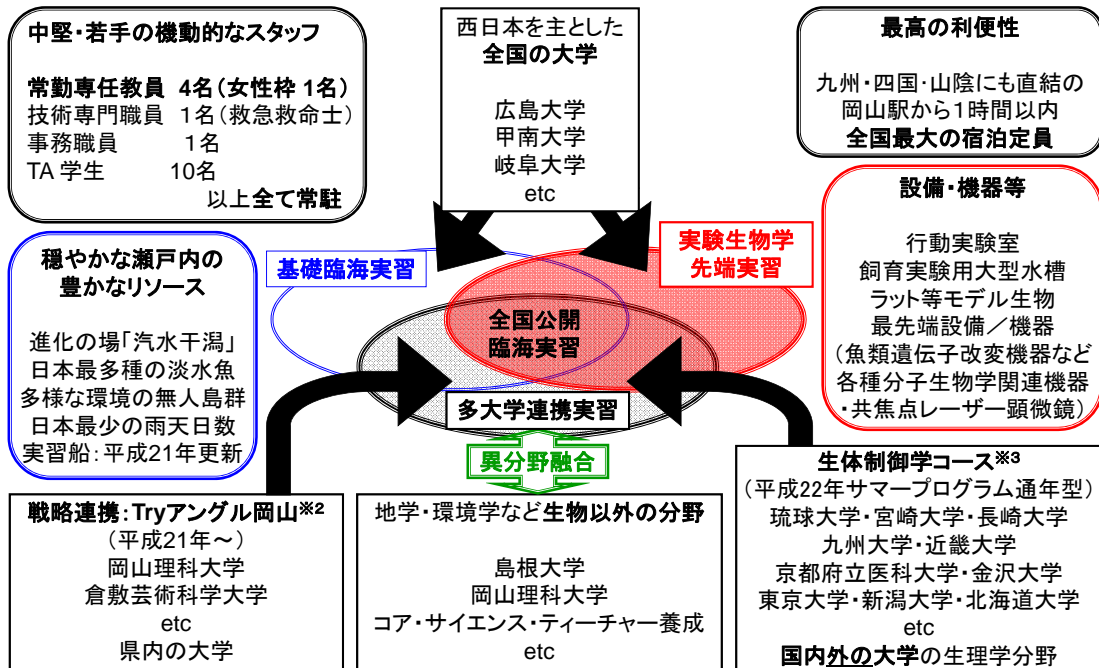 中堅・若手の機動的なスタッフ
常勤専任教員 4名(女性枠 1名)
技術専門職員 1名(救急救命士)
事務職員 1名
TA 学生 10名
以上全て常駐
西日本を主とした
全国の大学
広島大学
甲南大学
岐阜大学
etc
最高の利便性
九州・四国・山陰にも直結の
岡山駅から1時間以内
全国最大の宿泊定員
穏やかな瀬戸内の
豊かなリソース
進化の場「汽水干潟」
日本最多種の淡水魚
多様な環境の無人島群
日本最少の雨天日数
実習船:平成21年更新
基礎臨海実習
実験生物学
先端実習
全国公開
臨海実習
多大学連携実習
異分野融合
設備・機器等
行動実験室
飼育実験用大型水槽
ラット等モデル生物
最先端設備/機器
(魚類遺伝子改変機器など
各種分子生物学関連機器
・共焦点レーザー顕微鏡)
戦略連携:Tryアングル岡山※2
(平成21年~)
岡山理科大学
倉敷芸術科学大学
etc
県内の大学
地学・環境学など生物以外の分野
島根大学
岡山理科大学
コア・サイエンス・ティーチャー養成
etc
生体制御学コース※3
(平成22年サマープログラム通年型)
琉球大学・宮崎大学・長崎大学
九州大学・近畿大学
京都府立医科大学・金沢大学
東京大学・新潟大学・北海道大学
etc
国内外の大学の生理学分野